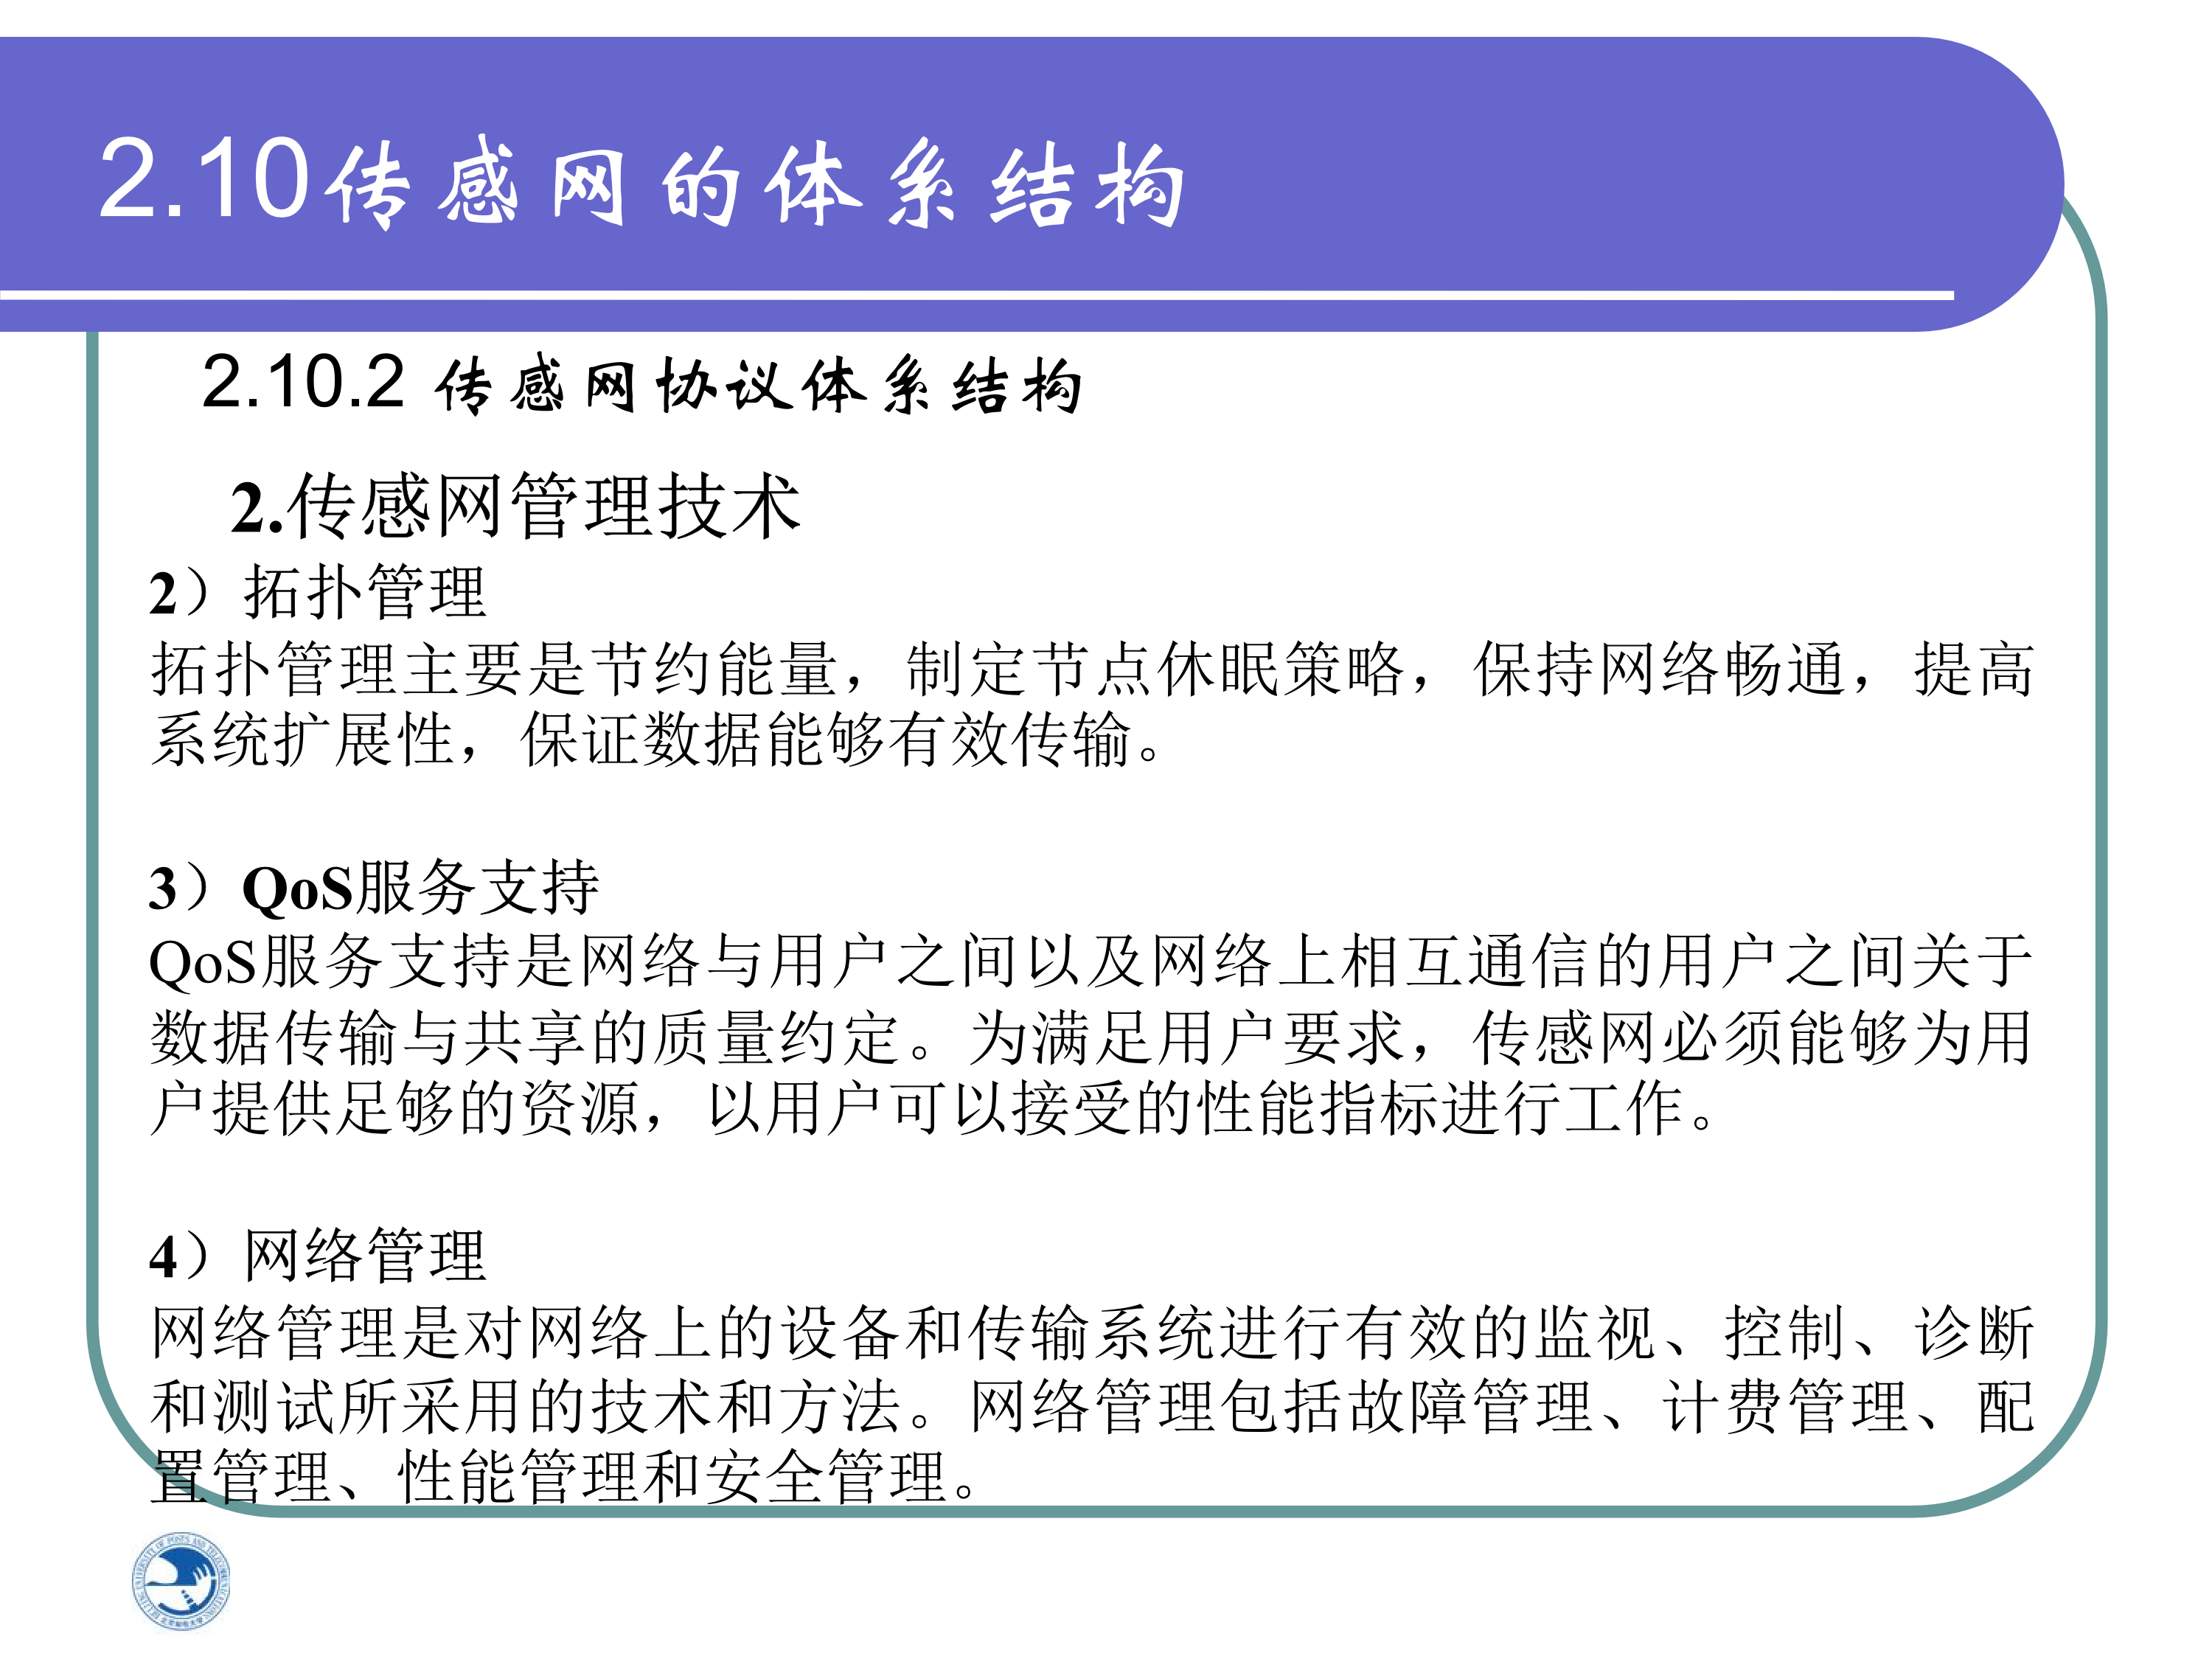 2.10传感网的体系结构
2.10.2 传感网协议体系结构
2.传感网管理技术
2）拓扑管理
拓扑管理主要是节约能量，制定节点休眠策略，保持网络畅通，提高
系统扩展性，保证数据能够有效传输。
3）QoS服务支持
QoS服务支持是网络与用户之间以及网络上相互通信的用户之间关于
数据传输与共享的质量约定。为满足用户要求，传感网必须能够为用
户提供足够的资源，以用户可以接受的性能指标进行工作。
4）网络管理
网络管理是对网络上的设备和传输系统进行有效的监视、控制、诊断
和测试所采用的技术和方法。网络管理包括故障管理、计费管理、配
置管理、性能管理和安全管理。